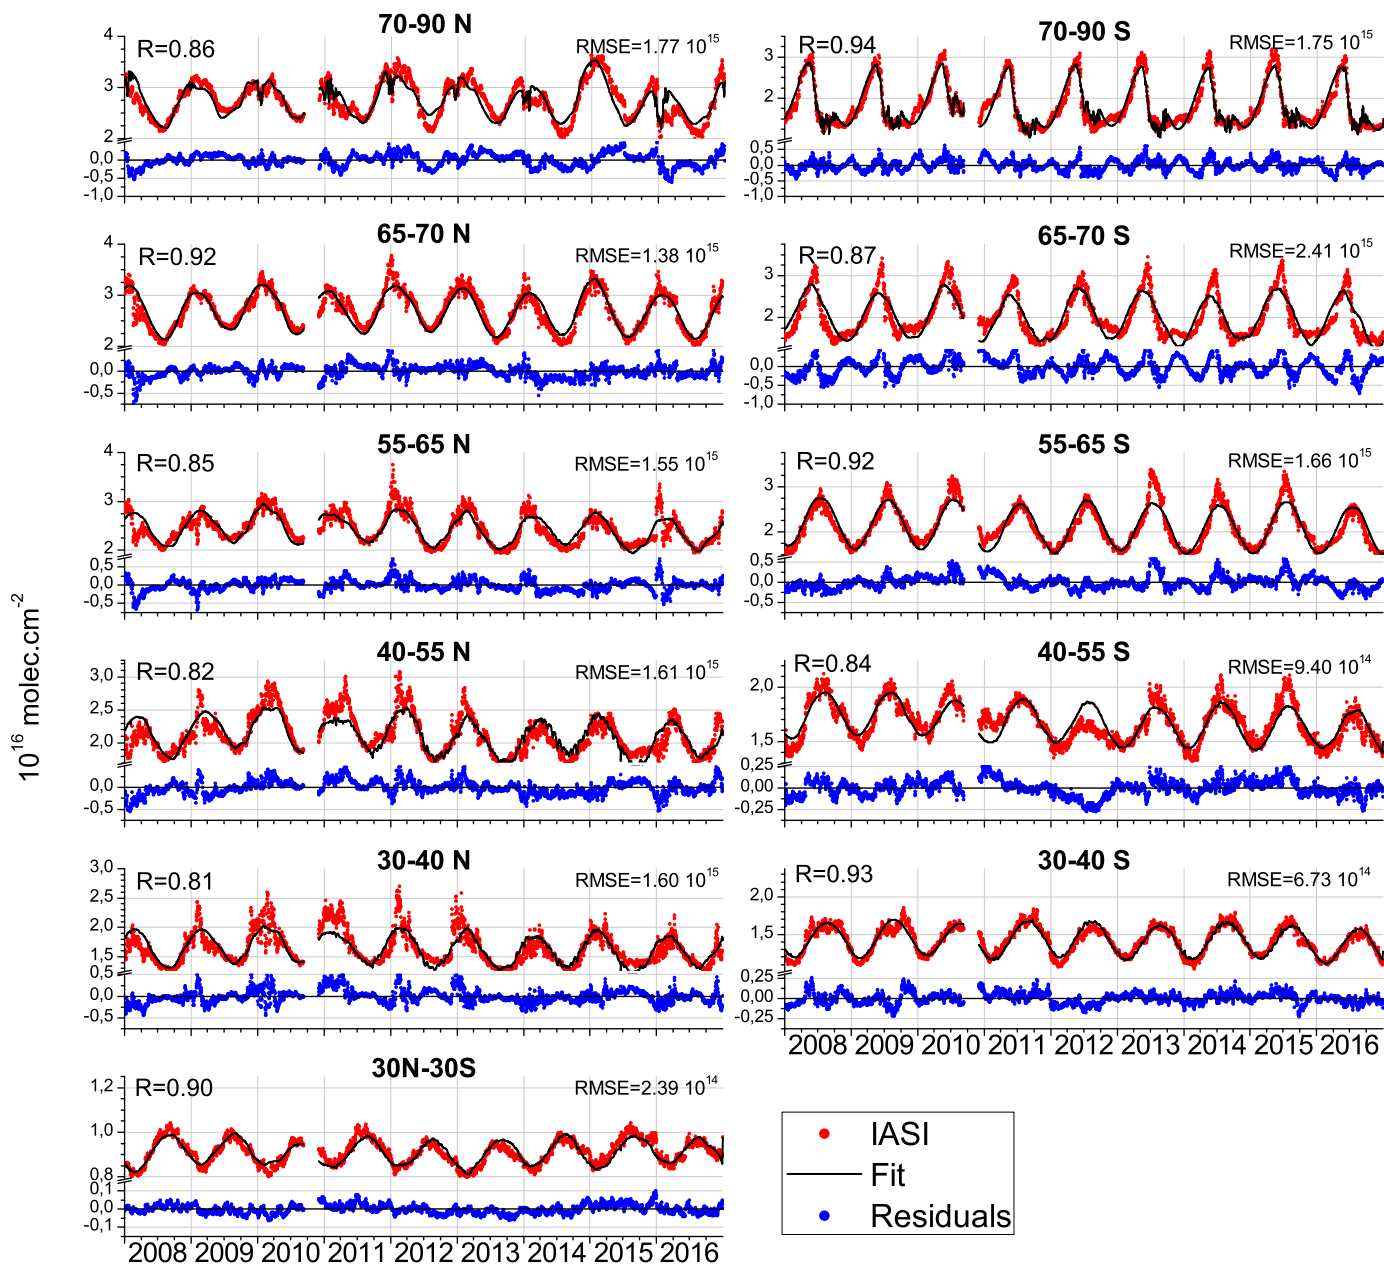 10^16 molec.cm^-2
70-90 N
R=0.86
RMSE=1.77 10^15
4
3
2
0,0
-0,5
-1,0
70-90 S
R=0.94
RMSE=1.75 10^15
3
2
0,5
0,0
-0,5
-1,0
65-70 N
R=0.92
RMSE=1.38 10^15
4
3
2
0,0
-0,5
65-70 S
R=0.87
RMSE=2.41 10^15
3
2
0,0
-0,5
-1,0
55-65 N
R=0.85
RMSE=1.55 10^15
4
3
2
0,5
0,0
-0,5
55-65 S
R=0.92
RMSE=1.66 10^15
3
2
0,5
0,0
-0,5
40-55 N
R=0.82
RMSE=1.61 10^15
3,0
2,5
2,0
0,0
-0,5
40-55 S
R=0.84
RMSE=9.40 10^14
2,0
1,5
0,25
0,00
-0,25
30-40 N
R=0.81
RMSE=1.60 10^15
3,0
2,5
2,0
1,5
0,5
0,0
-0,5
30-40 S
R=0.93
RMSE=6.73 10^14
2,0
1,5
0,25
0,00
-0,25
2008 2009 2010 2011 2012 2013 2014 2015 2016
30N-30S
R=0.90
RMSE=2.39 10^14
1,2
1,0
0,8
0,1
0,0
-0,1
2008 2009 2010 2011 2012 2013 2014 2015 2016
IASI
Fit
Residuals